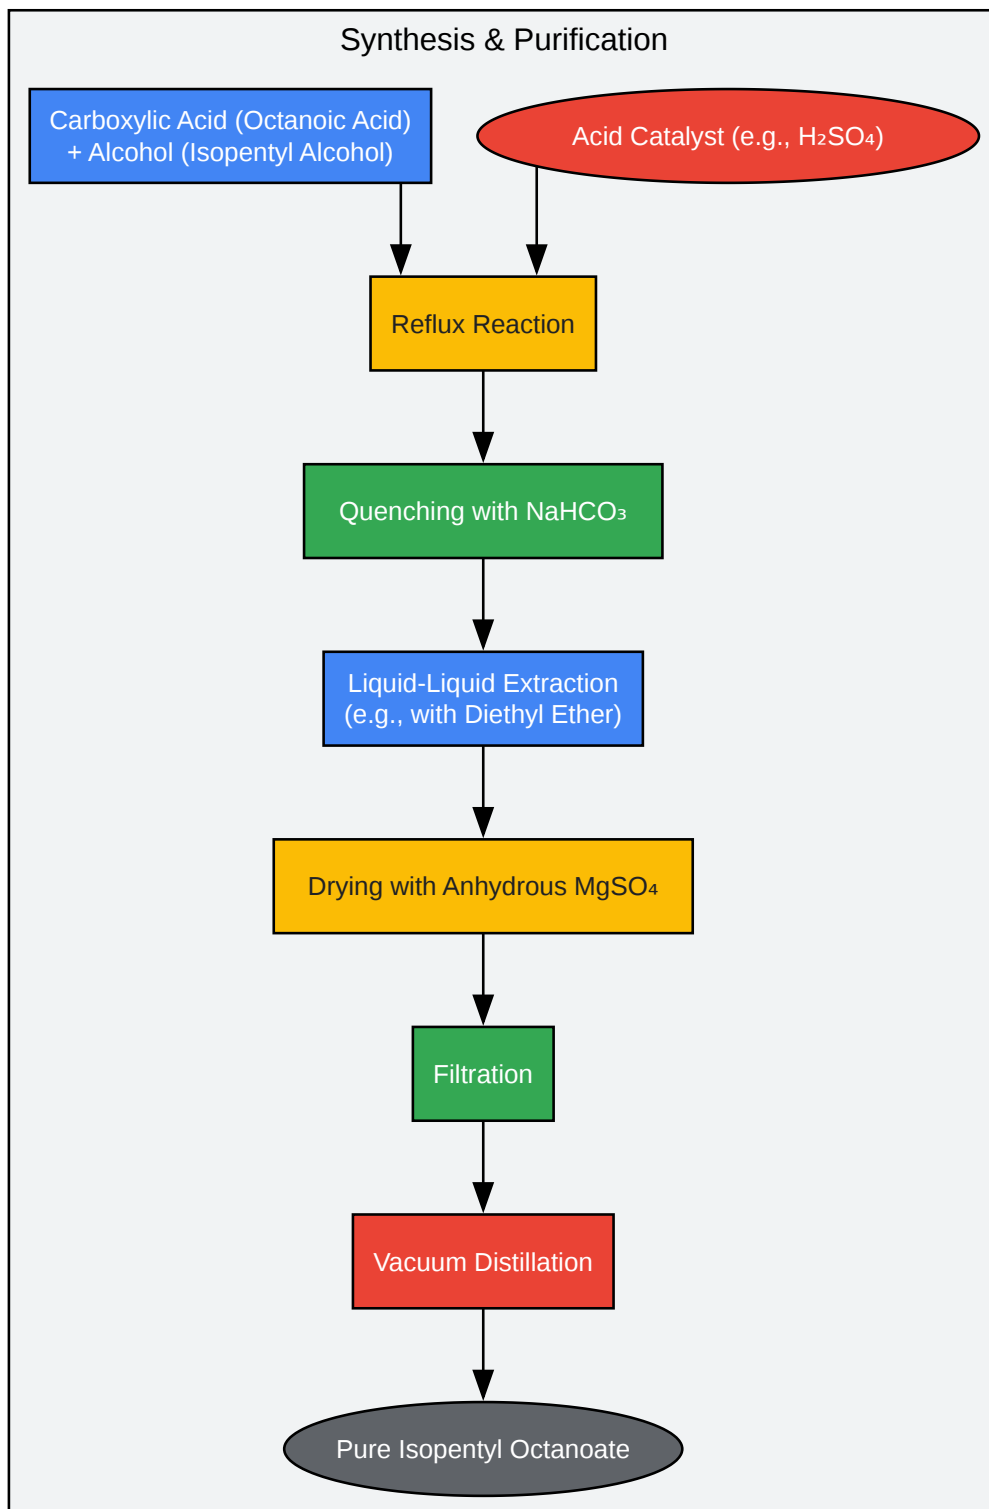 Synthesis & Purification
Carboxylic Acid (Octanoic Acid)
+ Alcohol (Isopentyl Alcohol)
Acid Catalyst (e.g., H₂SO₄)
Reflux Reaction
Quenching with NaHCO₃
Liquid-Liquid Extraction
(e.g., with Diethyl Ether)
Drying with Anhydrous MgSO₄
Filtration
Vacuum Distillation
Pure Isopentyl Octanoate